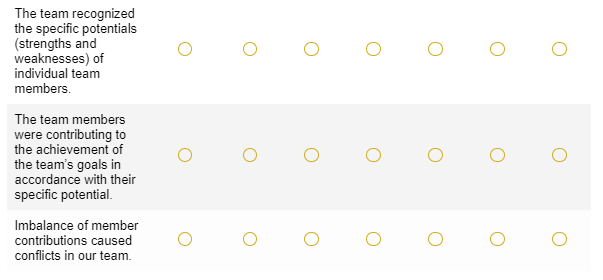 The team recognized
the specific potentials
(strengths and
weaknesses) of
individual team
members.
The team members
were contributing to
the achievement of
the team's goals in
accordance with their
specific potential.
Imbalance of member
contributions caused
conflicts in our team.